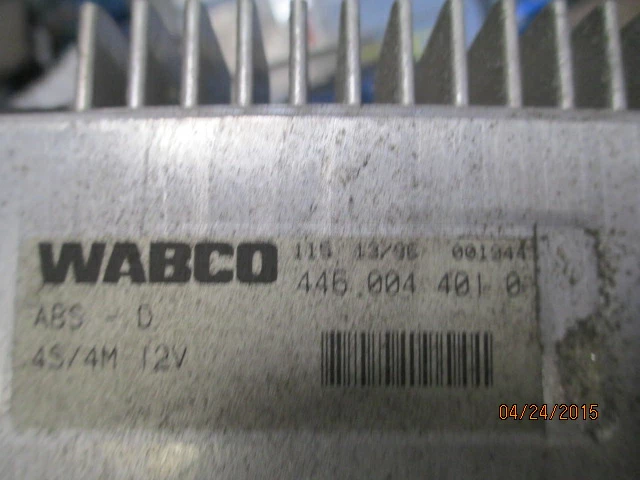 WABCO 115 13/96 001944
446 004 401 0
ABS - D
4S/4M 12V
04/24/2015